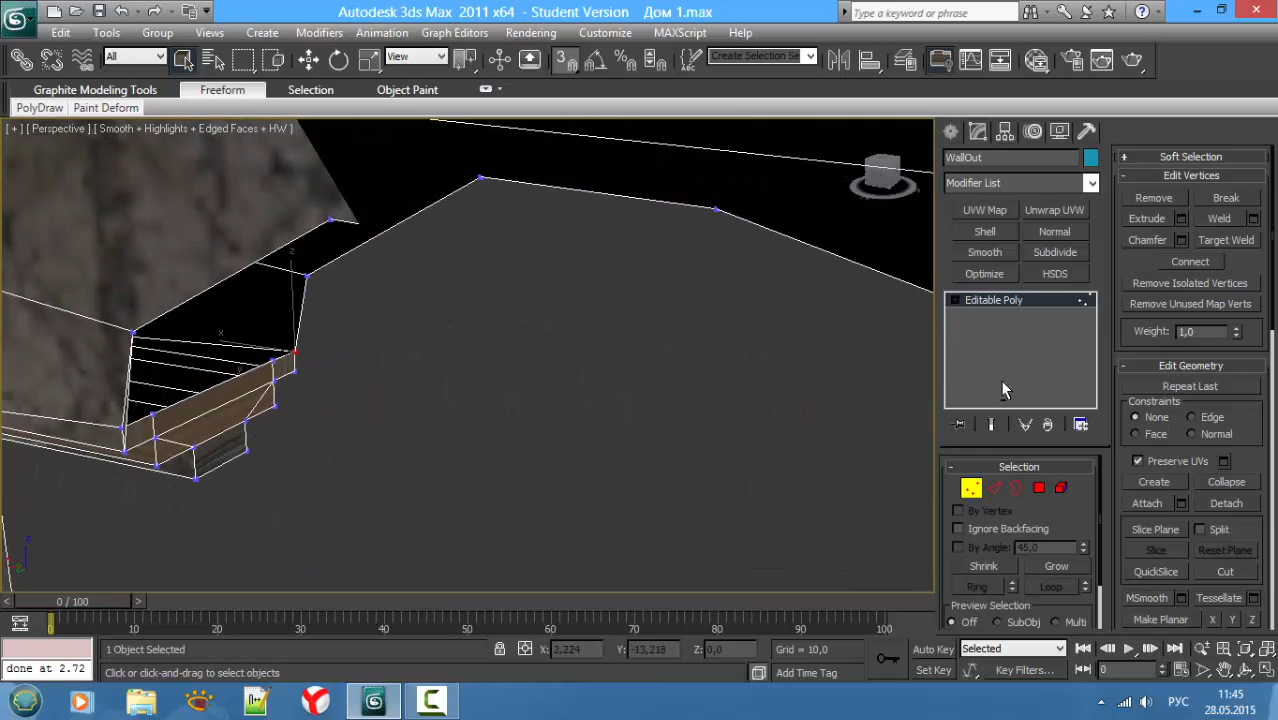 Autodesk 3ds Max 2011 x64 - Student Version Дом 1.max
Type a keyword or phrase
Edit Tools Group Views Create Modifiers Animation Graph Editors Rendering Customize MAXScript Help
All View 3 Create Selection Se
Graphite Modeling Tools Freeform Selection Object Paint
PolyDraw Paint Deform
[ + ] [ Perspective ] [ Smooth + Highlights + Edged Faces + HW ]
WallOut
Modifier List
UVW Map Unwrap UVW
Shell Normal
Smooth Subdivide
Optimize HSDS
Editable Poly
Selection
By Vertex
Ignore Backfacing
By Angle: 45,0
Shrink Grow
Ring Loop
Preview Selection
Off SubObj Multi
Soft Selection
Edit Vertices
Remove Break
Extrude Weld
Chamfer Target Weld
Connect
Remove Isolated Vertices
Remove Unused Map Verts
Weight: 1,0
Edit Geometry
Repeat Last
Constraints
None Edge
Face Normal
Preserve UVs
Create Collapse
Attach Detach
Slice Plane Split
Slice Reset Plane
QuickSlice Cut
MSmooth Tessellate
Make Planar X Y Z
z
x
y
z
< 0 / 100 >
0 10 20 30 40 50 60 70 80 90 100
1 Object Selected X: 2,224 Y: -13,218 Z: 0,0 Grid = 10,0 Auto Key Selected
done at 2.72 Click or click-and-drag to select objects Add Time Tag Set Key Key Filters... 0
РУС
11:45
28.05.2015